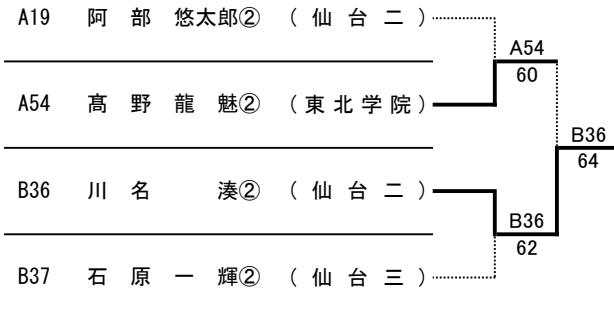 A19 阿部 悠太郎② (仙台二)
A54
60
A54 髙野龍 魅② (東北学院)
B36
64
B36 川名 湊② (仙台二)
B36
62
B37 石原一輝② (仙台三)